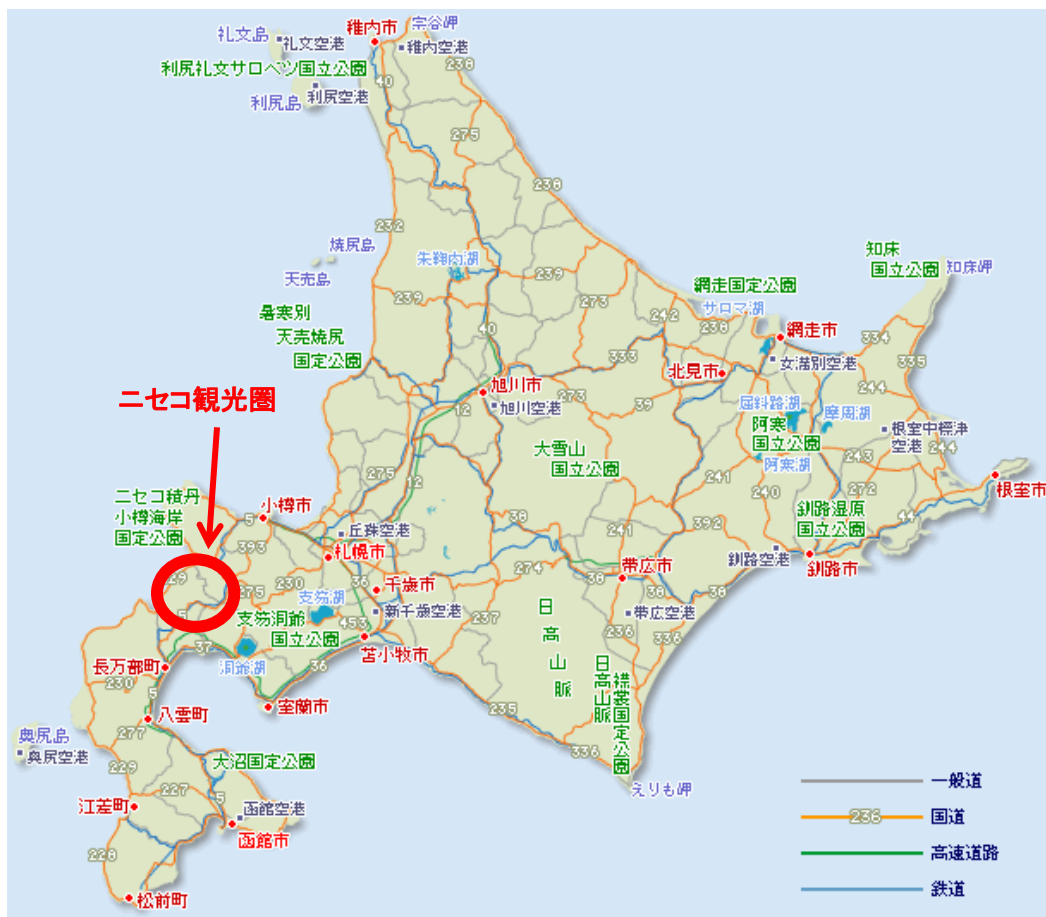 宗谷岬
礼文島
礼文空港
稚内市
稚内空港
利尻礼文サロベツ国立公園
238
40
利尻島
利尻空港
275
238
232
焼尻島
天売島
朱鞠内湖
239
239
273
知床
国立公園
知床岬
網走国定公園
サロマ湖
242
238
網走市
334
335
暑寒別
天売焼尻
国定公園
40
333
北見市
女満別空港
244
旭川市
旭川空港
12
273
39
屈斜路湖
摩周湖
阿寒
国立公園
根室中標津
空港
244
243
ニセコ観光圏
大雪山
国立公園
阿寒湖
275
12
241
240
272
根室市
ニセコ積丹
小樽海岸
国定公園
小樽市
5
393
丘珠空港
札幌市
38
241
392
釧路湿原
国立公園
44
釧路空港
釧路市
29
275
230
36
千歳市
274
38
帯広市
38
38
支笏湖
新千歳空港
237
帯広空港
5
支笏洞爺
国立公園
453
苫小牧市
日高山脈
236
336
37
洞爺湖
36
日高山脈
襟裳国定公園
長万部町
230
5
室蘭市
235
八雲町
277
336
えりも岬
奥尻島
奥尻空港
大沼国定公園
229
227
5
江差町
函館空港
函館市
228
松前町
一般道
236
国道
高速道路
鉄道